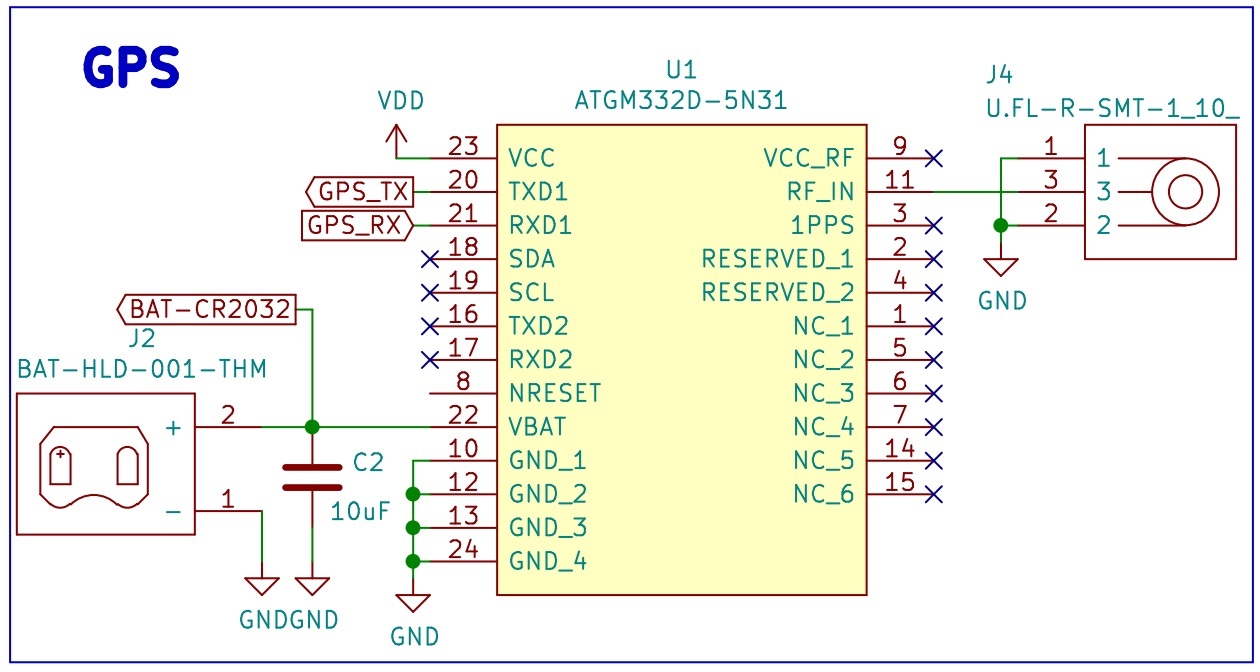 GPS
U1
ATGM332D-5N31
J4
U.FL-R-SMT-1_10_
VDD
23 VCC VCC_RF 9 1 1
GPS_TX 20 TXD1 RF_IN 11 3 3
GPS_RX 21 RXD1 1PPS 3 2 2
18 SDA RESERVED_1 2
19 SCL RESERVED_2 4
GND
BAT-CR2032
16 TXD2 NC_1 1
J2
17 RXD2 NC_2 5
BAT-HLD-001-THM
8 NRESET NC_3 6
+ 2 22 VBAT NC_4 7
+
10 GND_1 NC_5 14
C2
- 1 12 GND_2 NC_6 15
10uF
13 GND_3
24 GND_4
GND GND
GND